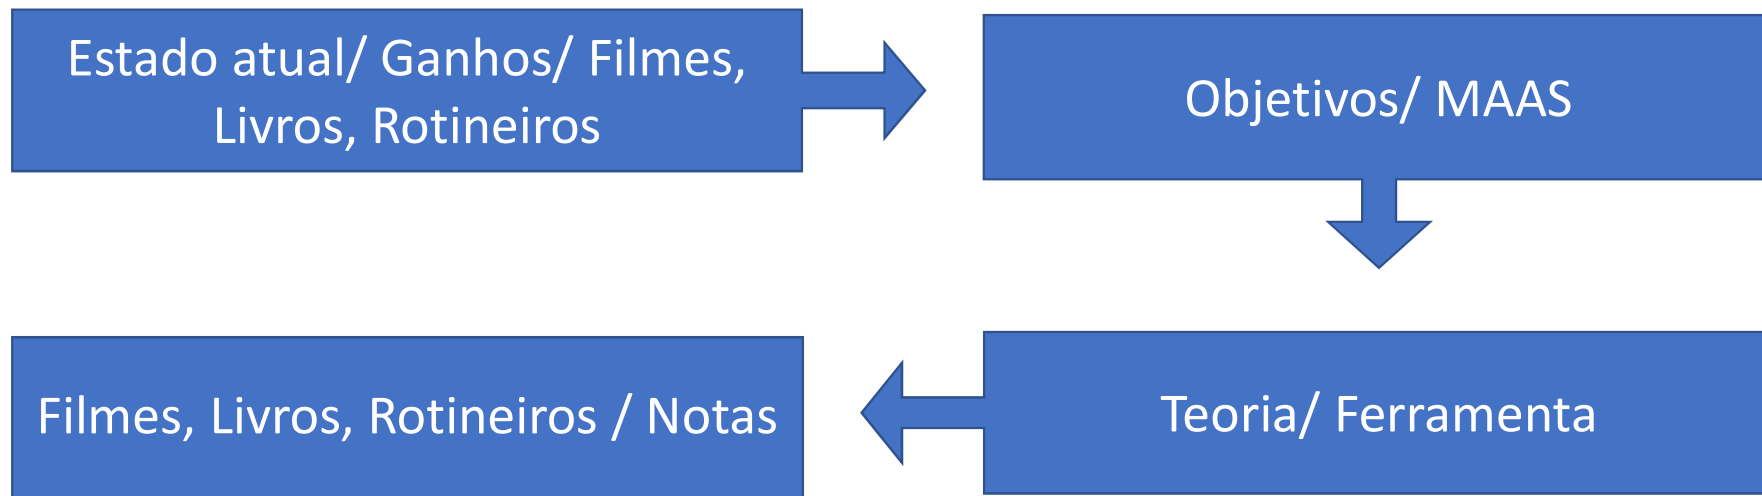 Estado atual/ Ganhos/ Filmes,
Livros, Rotineiros
Objetivos/ MAAS
Teoria/ Ferramenta
Filmes, Livros, Rotineiros / Notas